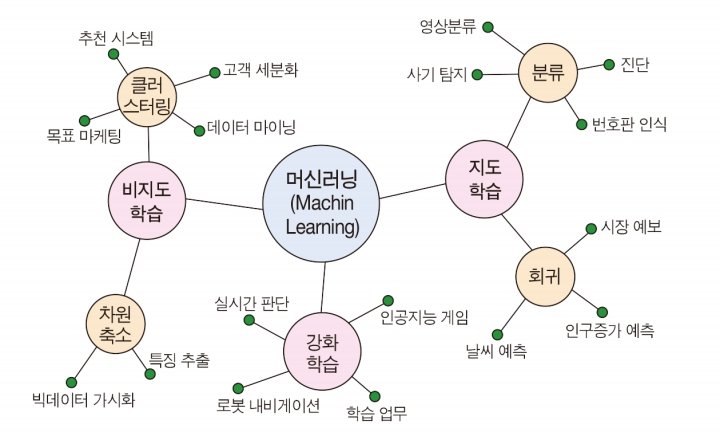 추천 시스템
클러
스터링
고객 세분화
목표 마케팅
데이터 마이닝
비지도
학습
차원
축소
특징 추출
빅데이터 가시화
머신러닝
(Machin
Learning)
실시간 판단
인공지능 게임
강화
학습
로봇 내비게이션
학습 업무
영상분류
분류
사기 탐지
진단
번호판 인식
지도
학습
시장 예보
회귀
인구증가 예측
날씨 예측